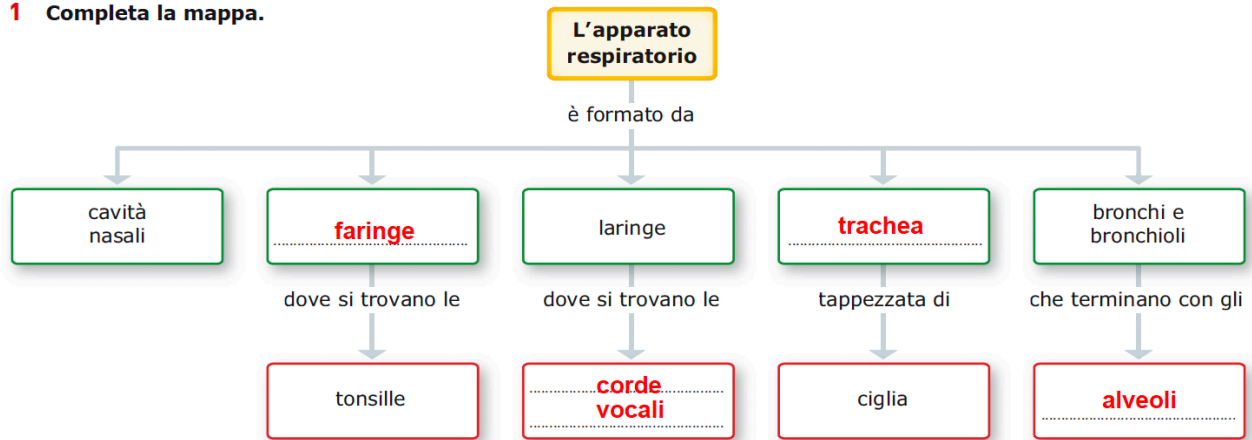 1 Completa la mappa.
L'apparato
respiratorio
è formato da
cavità
nasali
faringe
laringe
trachea
bronchi e
bronchioli
dove si trovano le
dove si trovano le
tappezzata di
che terminano con gli
tonsille
corde
vocali
ciglia
alveoli